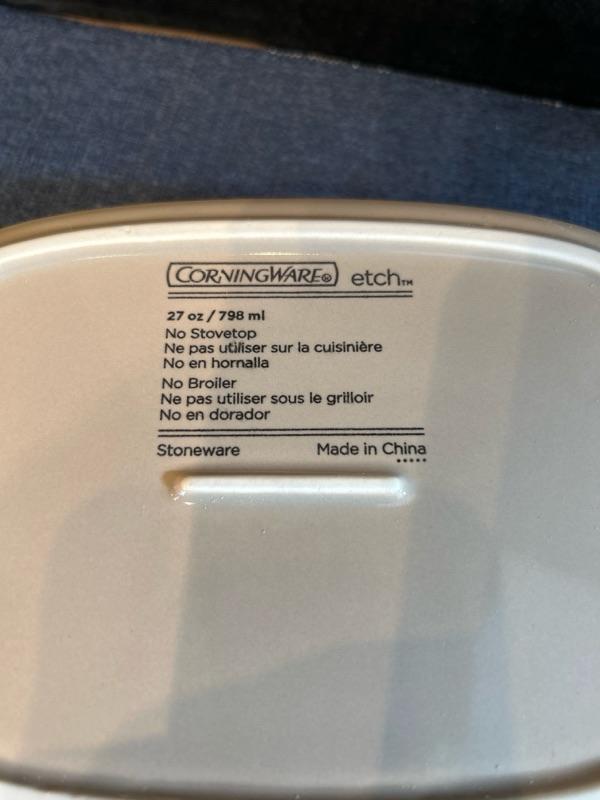 CORNINGWARE® etch™
27 oz / 798 ml
No Stovetop
Ne pas utiliser sur la cuisinière
No en hornalla
No Broiler
Ne pas utiliser sous le grilloir
No en dorador
Stoneware Made in China